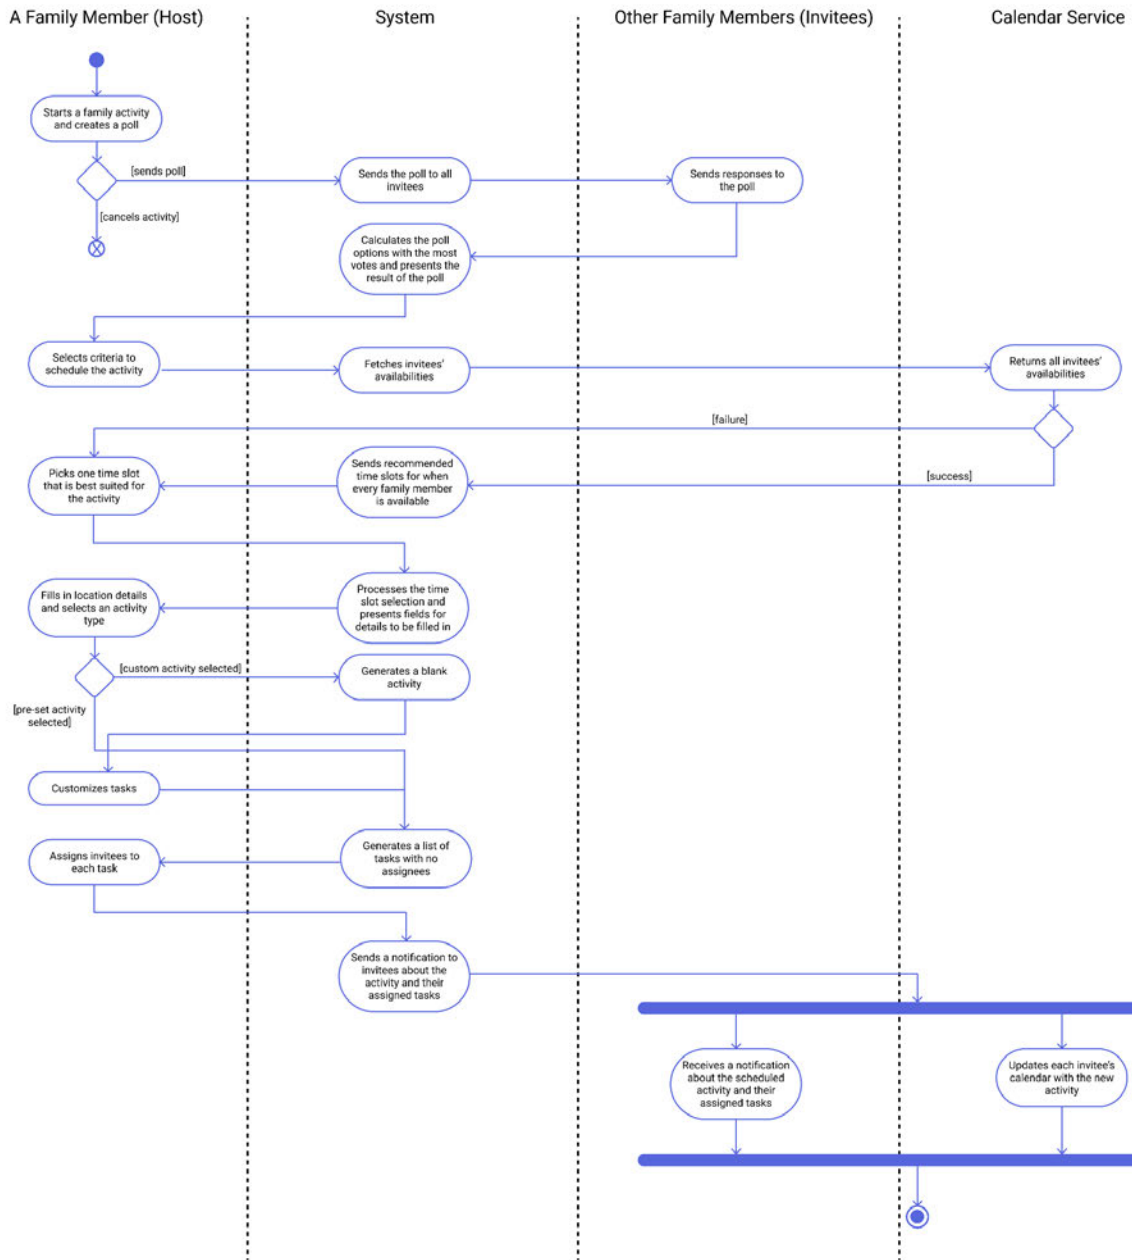 A Family Member (Host)
System
Other Family Members (Invitees)
Calendar Service
Starts a family activity
and creates a poll
[sends poll]
Sends the poll to all
invitees
Sends responses to
the poll
[cancels activity]
Calculates the poll
options with the most
votes and presents the
result of the poll
Selects criteria to
schedule the activity
Fetches invitees'
availabilities
Returns all invitees'
availabilities
[failure]
Picks one time slot
that is best suited for
the activity
Sends recommended
time slots for when
every family member
is available
[success]
Fills in location details
and selects an activity
type
Processes the time
slot selection and
presents fields for
details to be filled in
[custom activity selected]
Generates a blank
activity
[pre-set activity
selected]
Customizes tasks
Assigns invitees to
each task
Generates a list of
tasks with no
assignees
Sends a notification to
invitees about the
activity and their
assigned tasks
Receives a notification
about the scheduled
activity and their
assigned tasks
Updates each invitee's
calendar with the new
activity